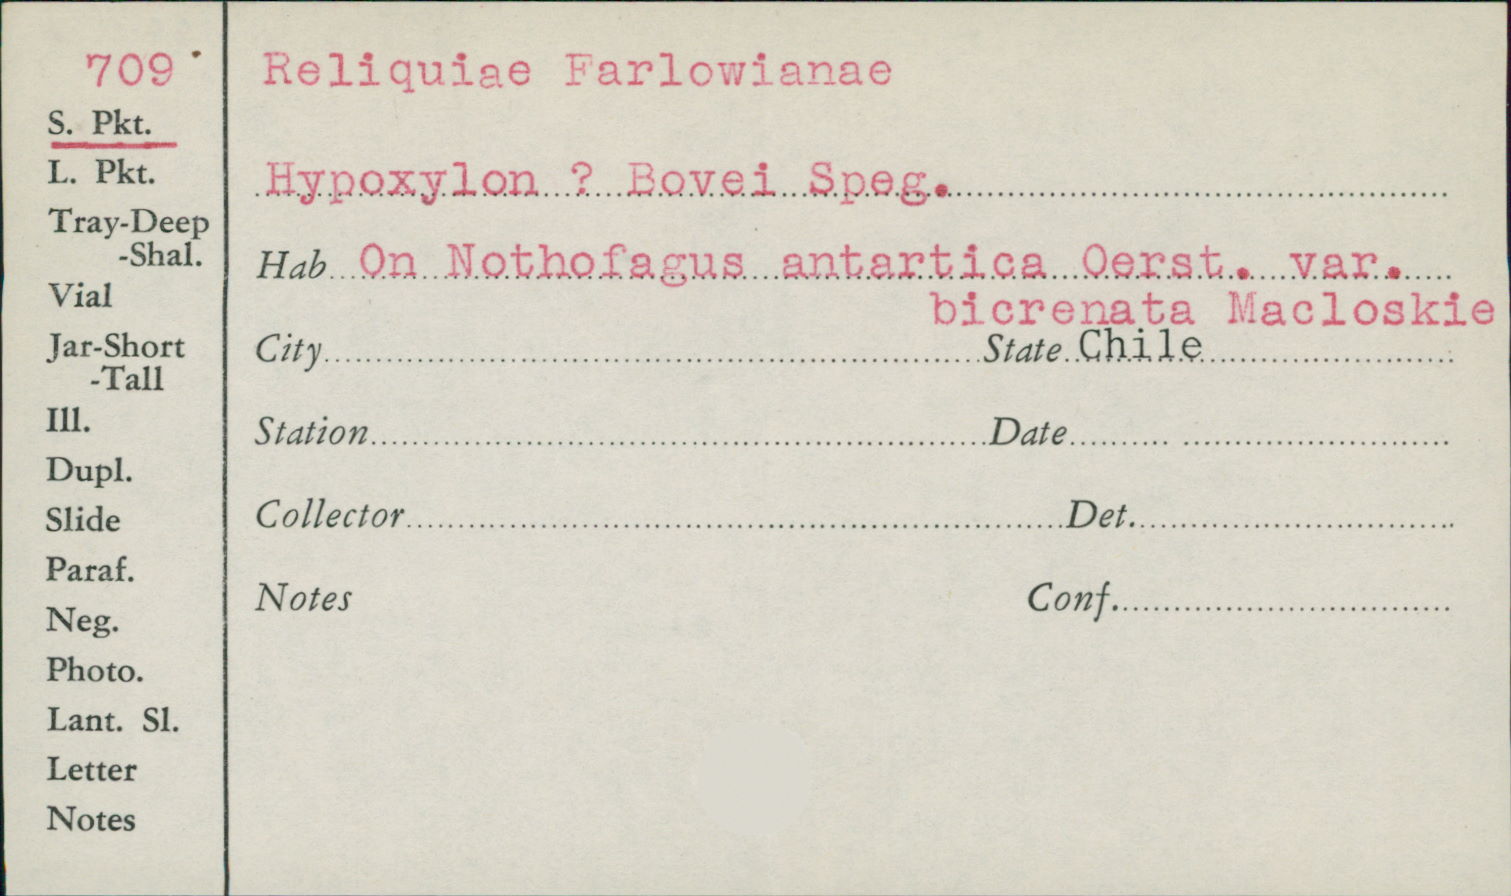 709 Reliquiae Farlowianae
S. Pkt.
L. Pkt.
Hypoxylon ? Bovei Speg.
Tray-Deep
-Shal.
Hab On Nothofagus antartica Oerst. var.
bicrenata Macloskie
Vial
Jar-Short
-Tall
City State Chile
Ill.
Station Date
Dupl.
Slide
Collector Det.
Paraf.
Neg.
Notes Conf.
Photo.
Lant. Sl.
Letter
Notes